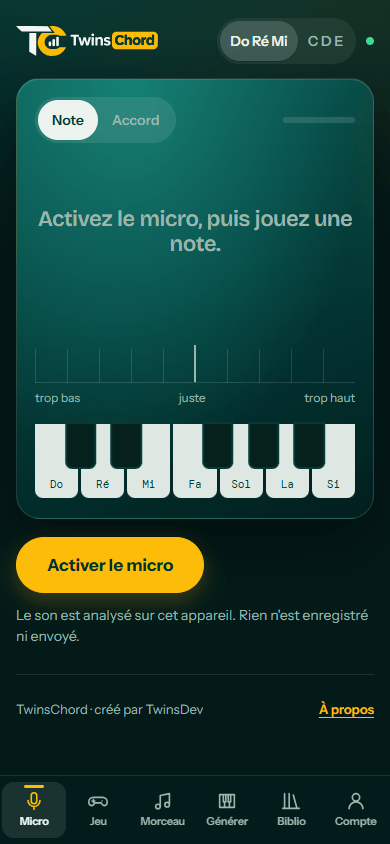 TwinsChord
Do Ré Mi
C D E
Note
Accord
Activez le micro, puis jouez une
note.
trop bas
juste
trop haut
Do
Ré
Mi
Fa
Sol
La
Si
Activer le micro
Le son est analysé sur cet appareil. Rien n'est enregistré
ni envoyé.
TwinsChord · créé par TwinsDev
À propos
Micro
Jeu
Morceau
Générer
Biblio
Compte